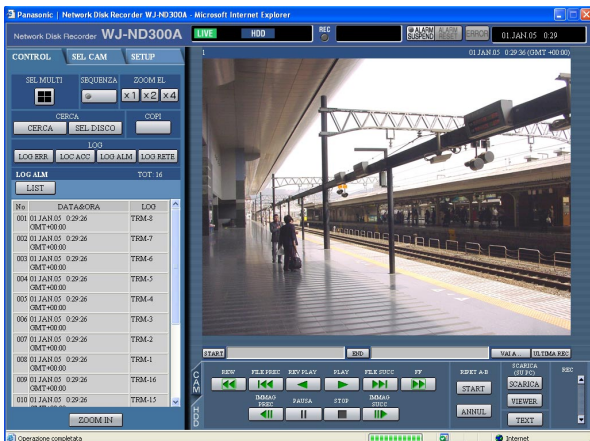 Panasonic | Network Disk Recorder WJ-ND300A - Microsoft Internet Explorer
Network Disk Recorder WJ-ND300A
LIVE HDD REC ALARM SUSPEND ALARM RESET ERROR 01.JAN.05 0:29
CONTROL SEL CAM SETUP
1 01.JAN.05 0:29:36 (GMT +00:00)
SEL MULTI SEQUENZA ZOOM EL
x1 x2 x4
CERCA COPI
CERCA SEL DISCO
LOG
LOG ERR LOG ACC LOG ALM LOG RETE
LOG ALM TOT: 16
LIST
No DATA&ORA LOG
001 01.JAN.05 0:29:26 TRM-8
GMT+00:00
002 01.JAN.05 0:29:26 TRM-7
GMT+00:00
003 01.JAN.05 0:29:26 TRM-6
GMT+00:00
004 01.JAN.05 0:29:26 TRM-5
GMT+00:00
005 01.JAN.05 0:29:26 TRM-4
GMT+00:00
006 01.JAN.05 0:29:26 TRM-3
GMT+00:00
007 01.JAN.05 0:29:26 TRM-2
GMT+00:00
008 01.JAN.05 0:29:26 TRM-1
GMT+00:00
009 01.JAN.05 0:29:26 TRM-16
GMT+00:00
010 01.JAN.05 0:29:26 TRM-15
ZOOM IN
START END VAI A... ULTIMA REC
CAM
HDD
REW FILE PREC REV PLAY PLAY FILE SUCC FF
IMMAG PREC PAUSA STOP IMMAG SUCC
RIPET A-B
START
ANNUL
SCARICA (SU PC)
SCARICA
VIEWER
TEXT
REC
Operazione completata Internet